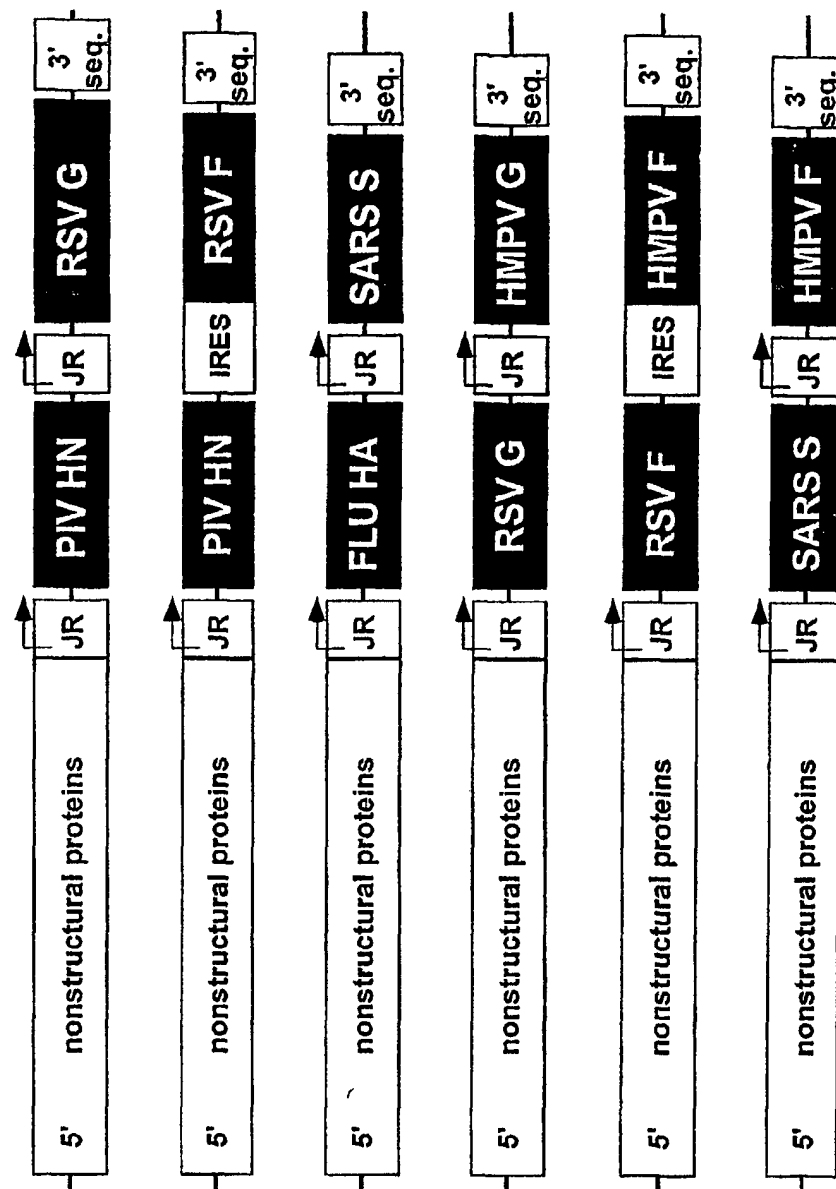 5' nonstructural proteins JR PIV HN JR RSV G 3' seq.
5' nonstructural proteins JR PIV HN IRES RSV F 3' seq.
5' nonstructural proteins JR FLU HA JR SARS S 3' seq.
5' nonstructural proteins JR RSV G JR HMPV G 3' seq.
5' nonstructural proteins JR RSV F IRES HMPV F 3' seq.
5' nonstructural proteins JR SARS S JR HMPV F 3' seq.